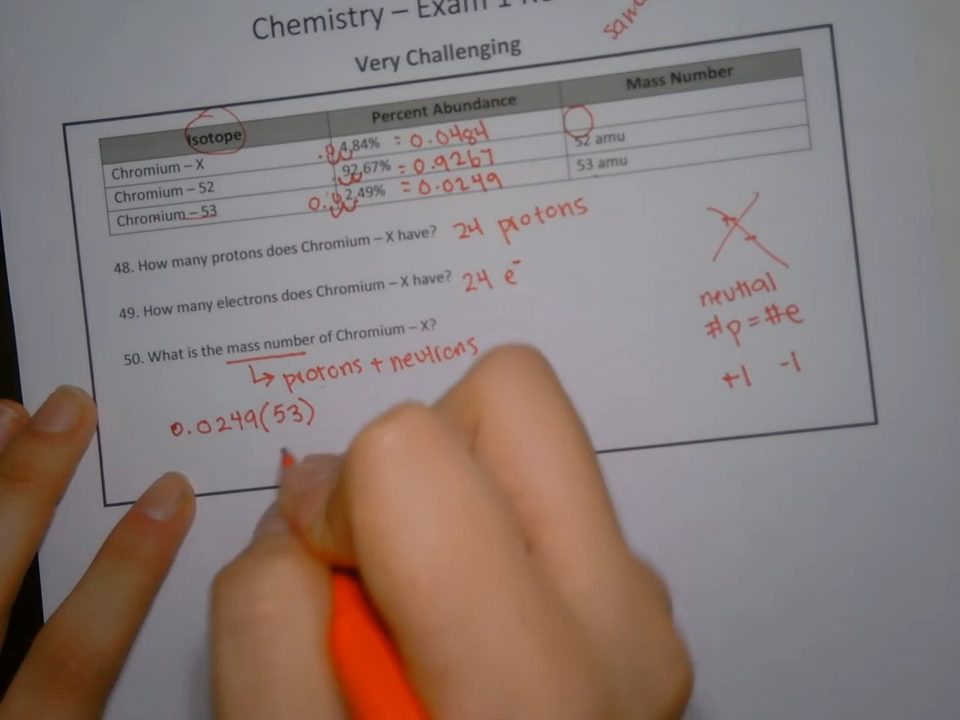 Chemistry – Exam 1
Very Challenging
Isotope Percent Abundance Mass Number
Chromium – X 4.84% = 0.0484
Chromium – 52 92.67% = 0.9267 52 amu
Chromium – 53 2.49% = 0.0249 53 amu
48. How many protons does Chromium – X have? 24 protons
49. How many electrons does Chromium – X have? 24 e⁻
50. What is the mass number of Chromium – X?
↳ protons + neutrons
0.0249(53)
neutral
#p = #e
+1 -1